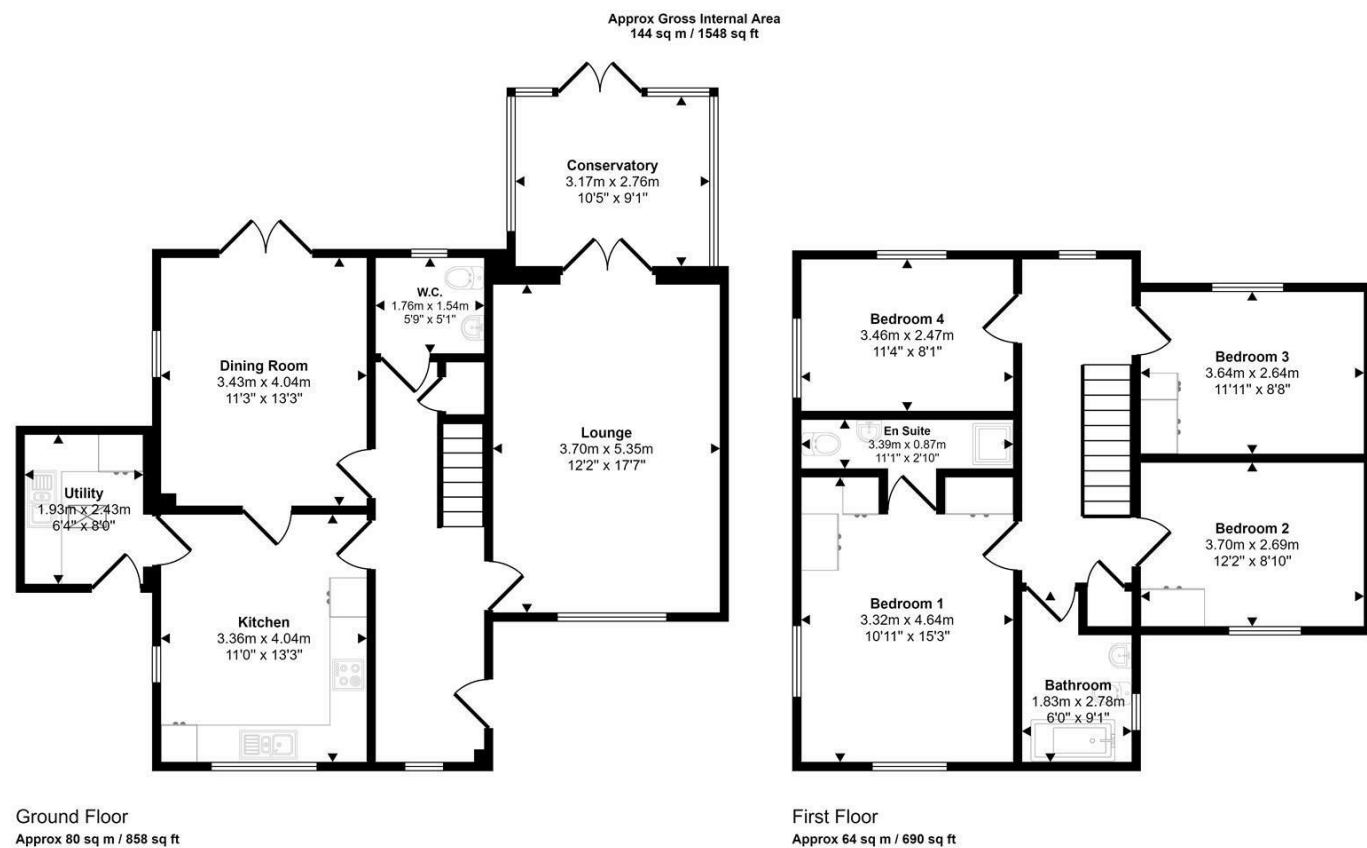 Approx Gross Internal Area
144 sq m / 1548 sq ft
Conservatory
3.17m x 2.76m
10'5" x 9'1"
W.C.
1.76m x 1.54m
5'9" x 5'1"
Dining Room
3.43m x 4.04m
11'3" x 13'3"
Lounge
3.70m x 5.35m
12'2" x 17'7"
Utility
1.93m x 2.43m
6'4" x 8'0"
Kitchen
3.36m x 4.04m
11'0" x 13'3"
Ground Floor
Approx 80 sq m / 858 sq ft
Bedroom 4
3.46m x 2.47m
11'4" x 8'1"
Bedroom 3
3.64m x 2.64m
11'11" x 8'8"
En Suite
3.39m x 0.87m
11'1" x 2'10"
Bedroom 2
3.70m x 2.69m
12'2" x 8'10"
Bedroom 1
3.32m x 4.64m
10'11" x 15'3"
Bathroom
1.83m x 2.78m
6'0" x 9'1"
First Floor
Approx 64 sq m / 690 sq ft